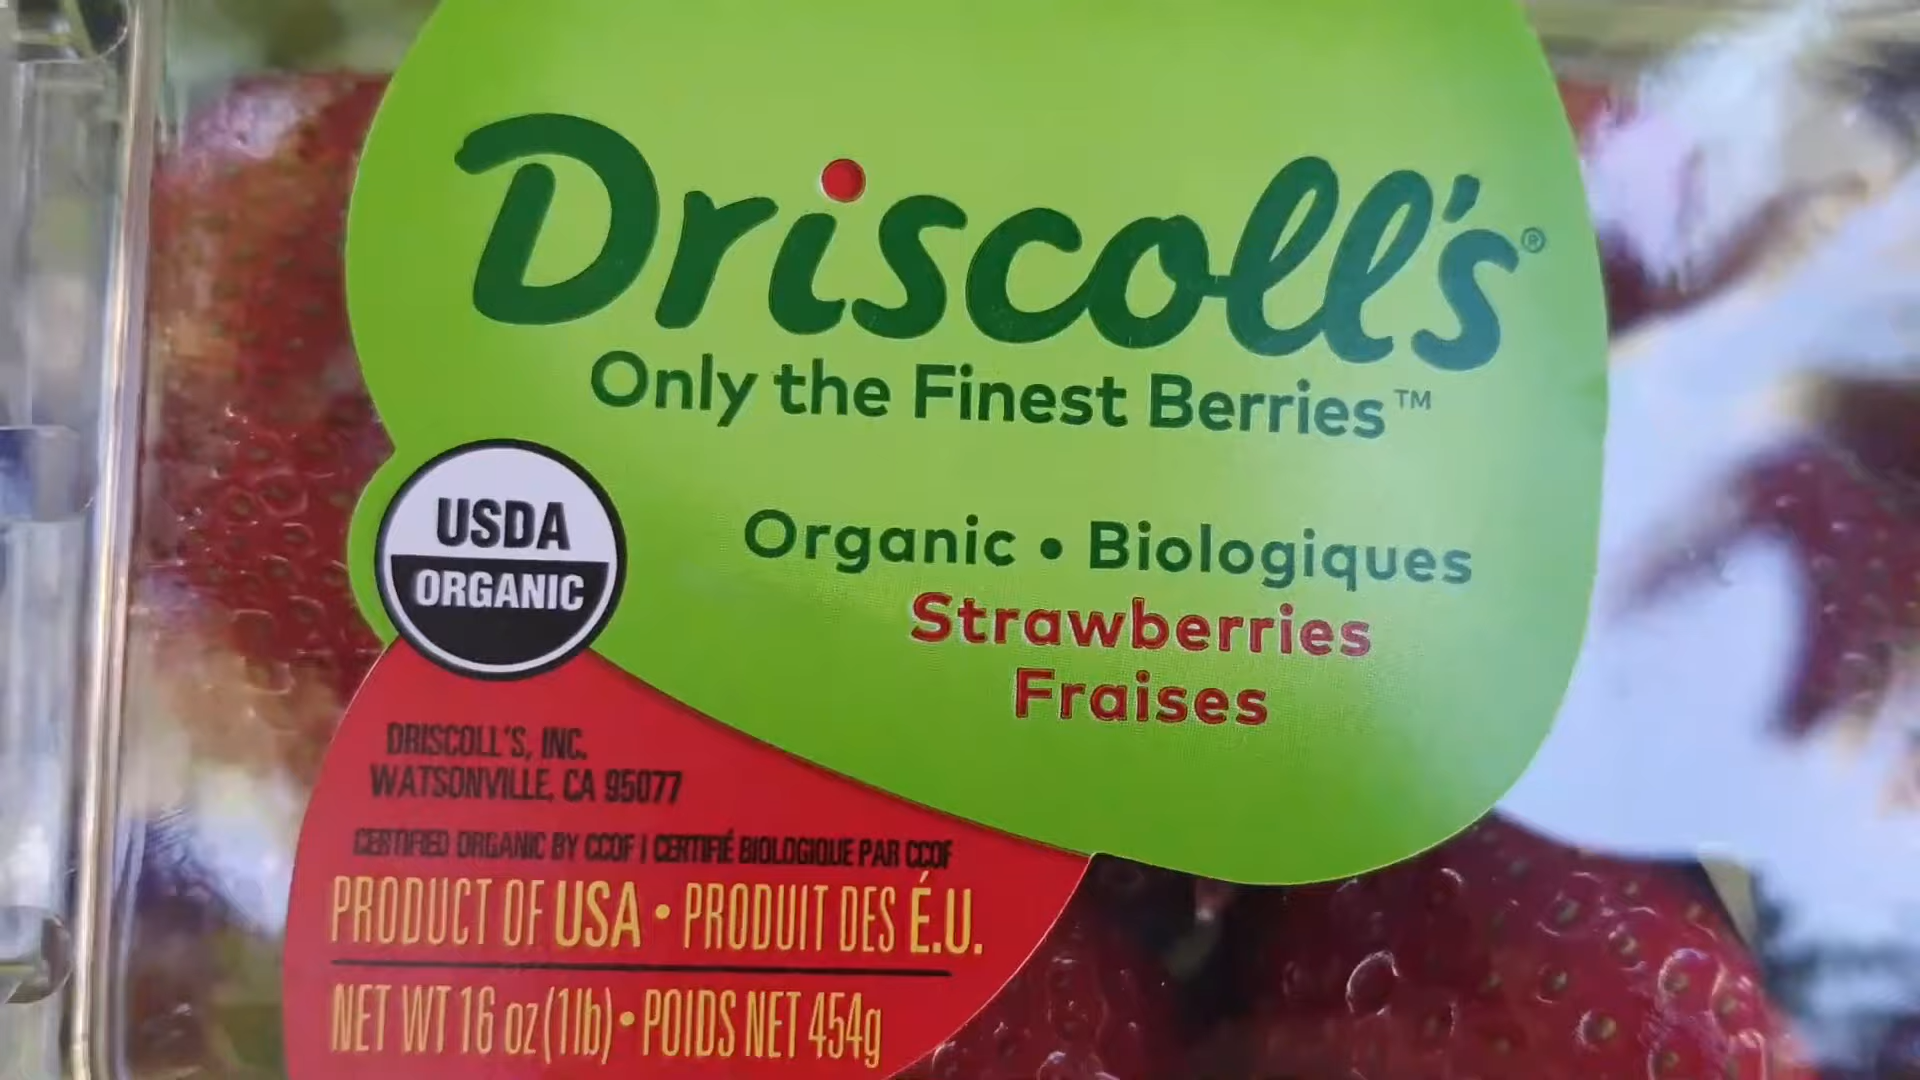 Driscoll's®
Only the Finest Berries™
USDA
ORGANIC
Organic • Biologiques
Strawberries
Fraises
DRISCOLL'S, INC.
WATSONVILLE, CA 95077
CERTIFIED ORGANIC BY CCOF | CERTIFIÉ BIOLOGIQUE PAR CCOF
PRODUCT OF USA • PRODUIT DES É.U.
NET WT 16 oz (1lb) • POIDS NET 454g